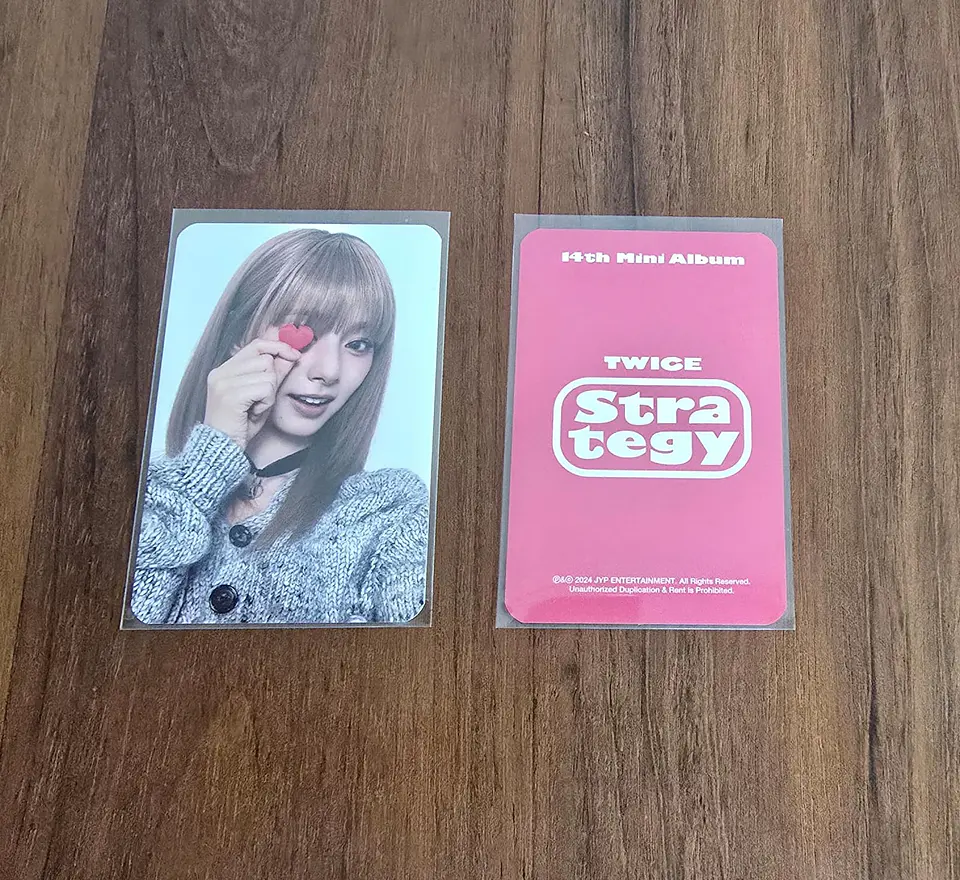 14th Mini Album
TWICE
Stra
tegy
℗&© 2024 JYP ENTERTAINMENT. All Rights Reserved.
Unauthorized Duplication & Rent is Prohibited.